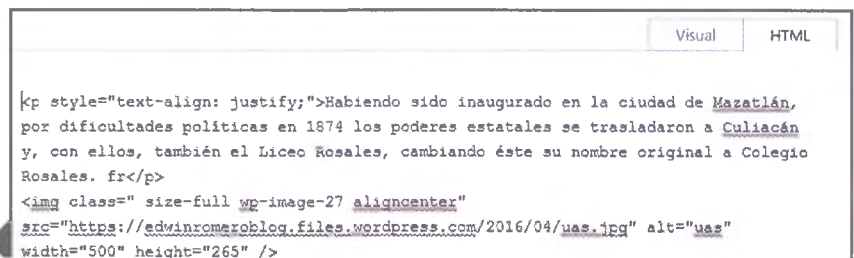 Visual HTML
<p style="text-align: justify;">Habiendo sido inaugurado en la ciudad de Mazatlán,
por dificultades políticas en 1874 los poderes estatales se trasladaron a Culiacán
y, con ellos, también el Liceo Rosales, cambiando éste su nombre original a Colegio
Rosales. fr</p>
<img class=" size-full wp-image-27 aligncenter"
src="https://edwinromeroblog.files.wordpress.com/2016/04/uas.jpg" alt="uas"
width="500" height="265" />